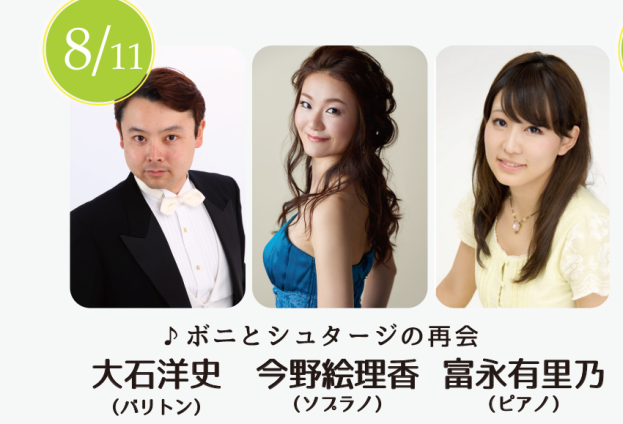 8/11
♪ボニとシュタージの再会
大石洋史 今野絵理香 富永有里乃
(バリトン) (ソプラノ) (ピアノ)